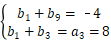 b₁ + b₉ = −4
b₁ + b₃ = a₃ = 8